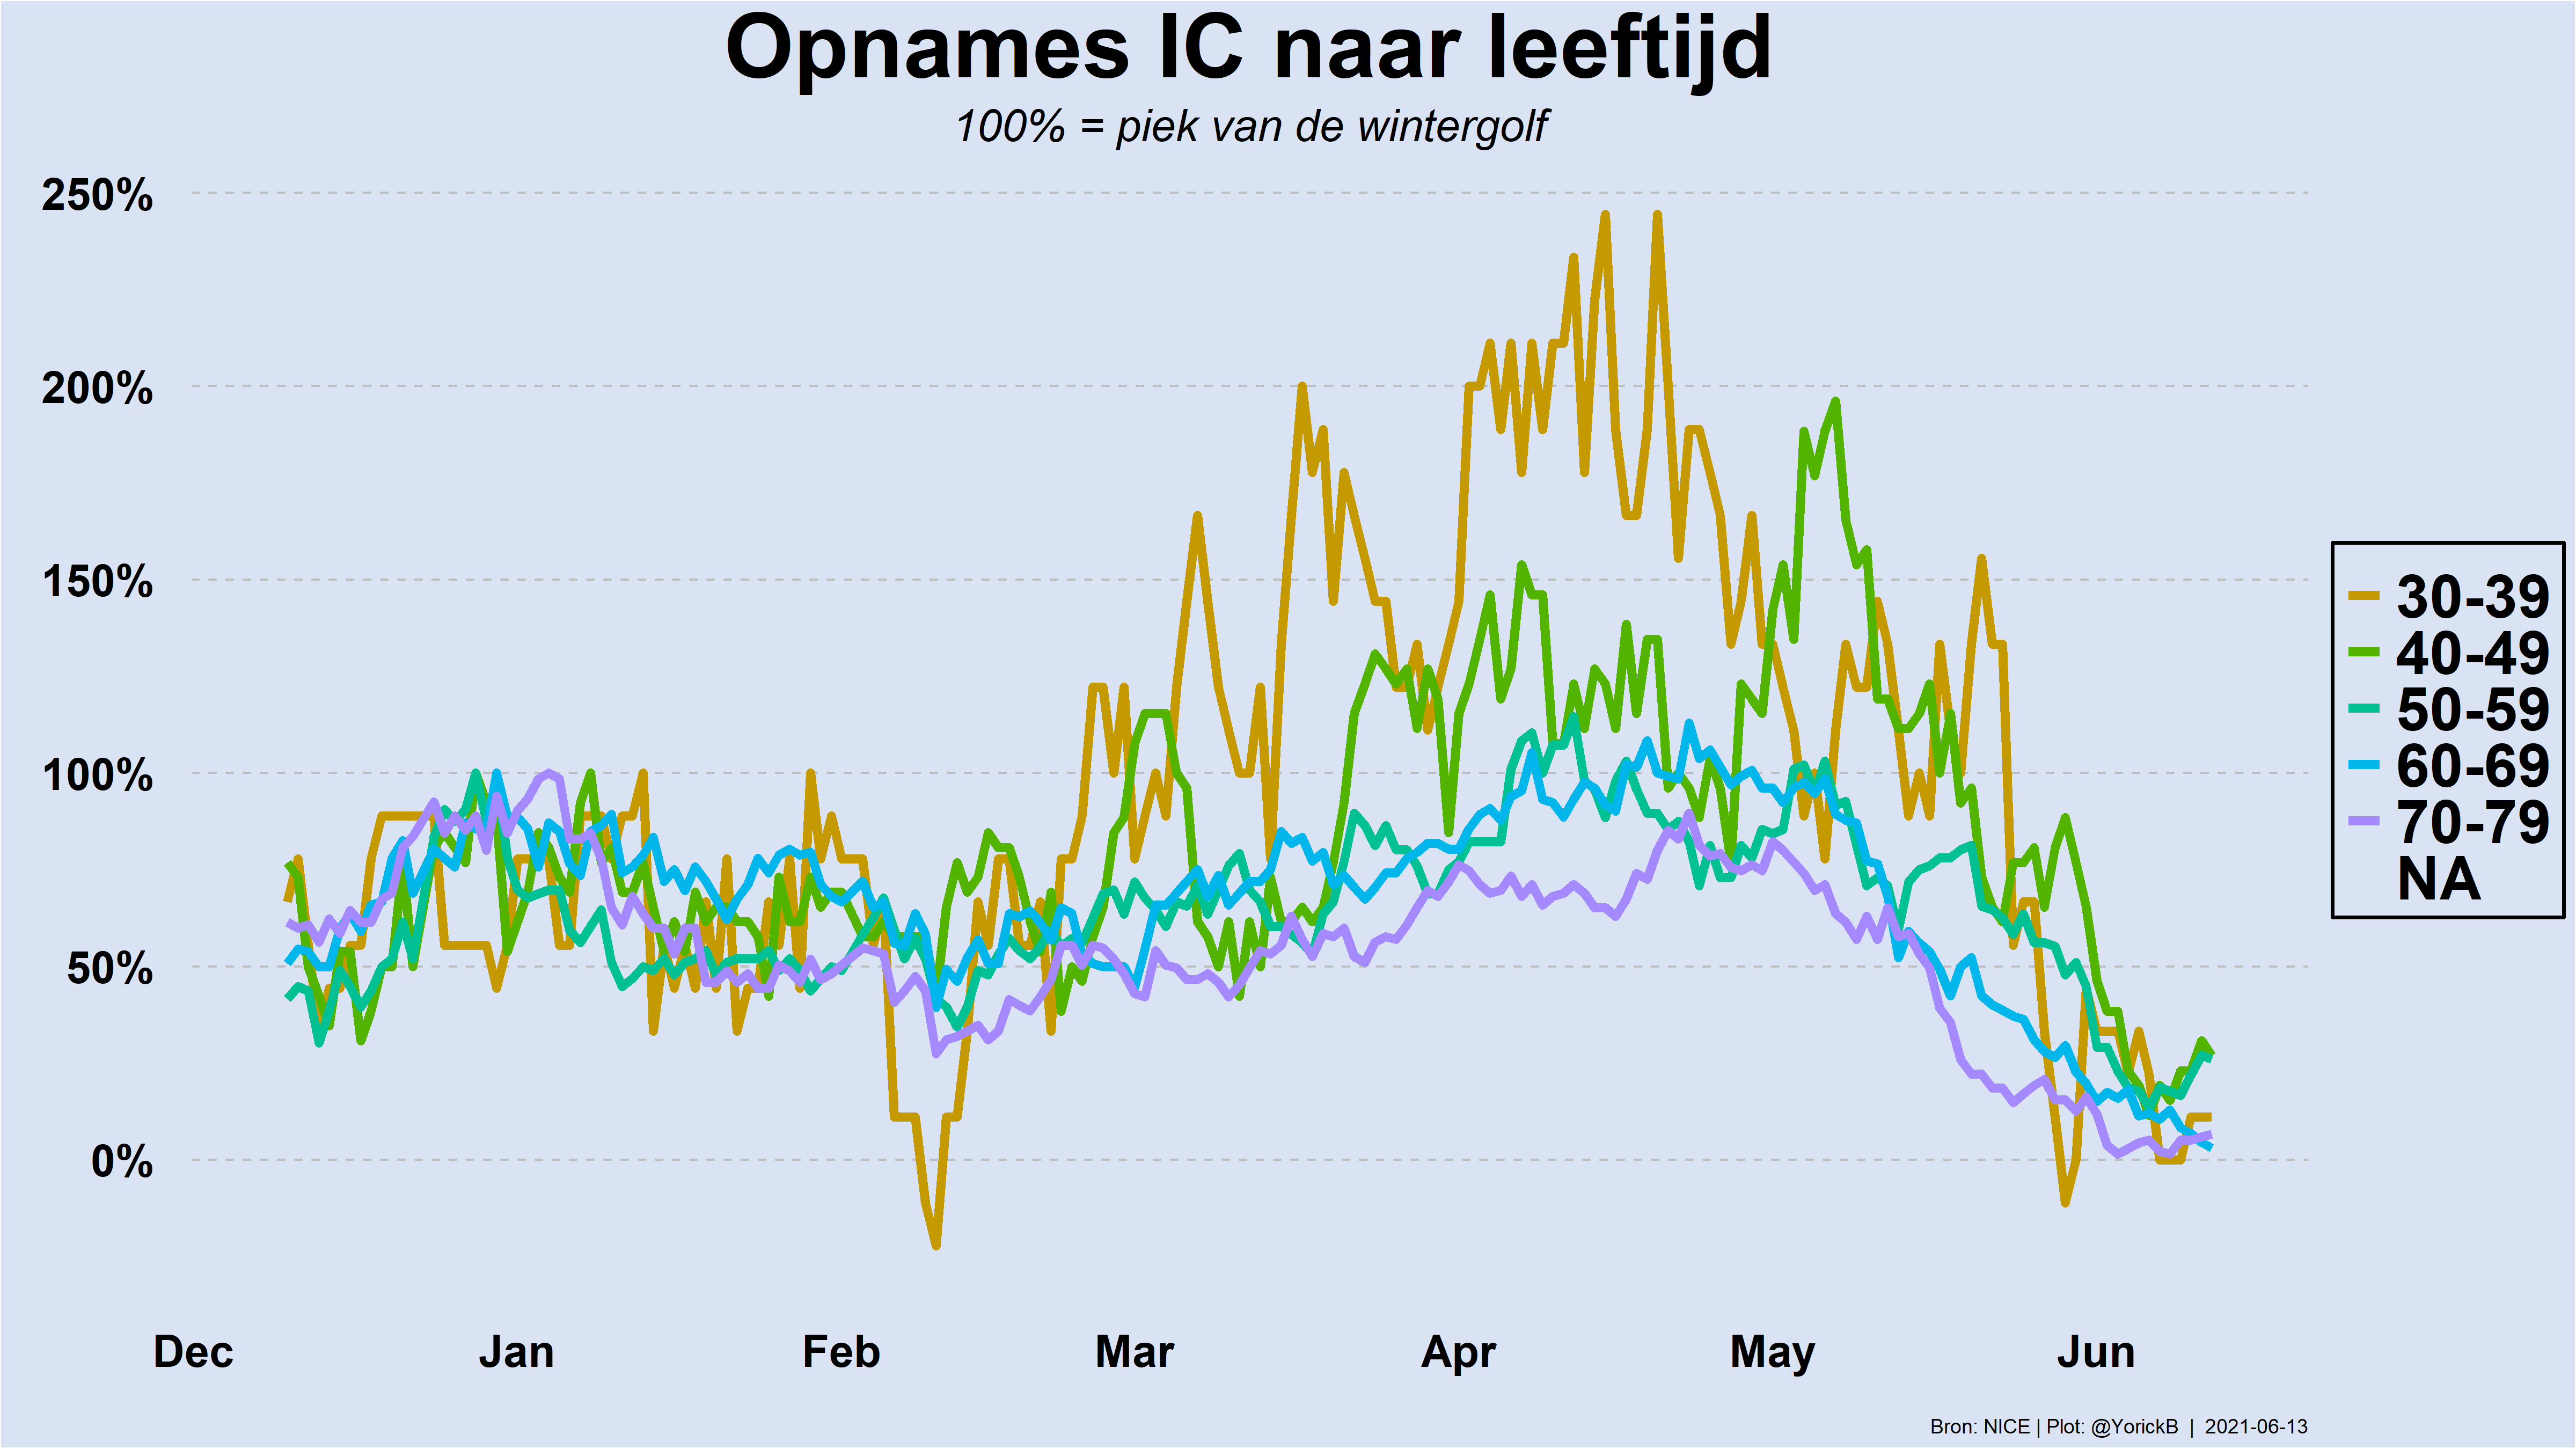 Opnames IC naar leeftijd
100% = piek van de wintergolf
250%
200%
150%
100%
50%
0%
30-39
40-49
50-59
60-69
70-79
NA
Dec Jan Feb Mar Apr May Jun
Bron: NICE | Plot: @YorickB | 2021-06-13